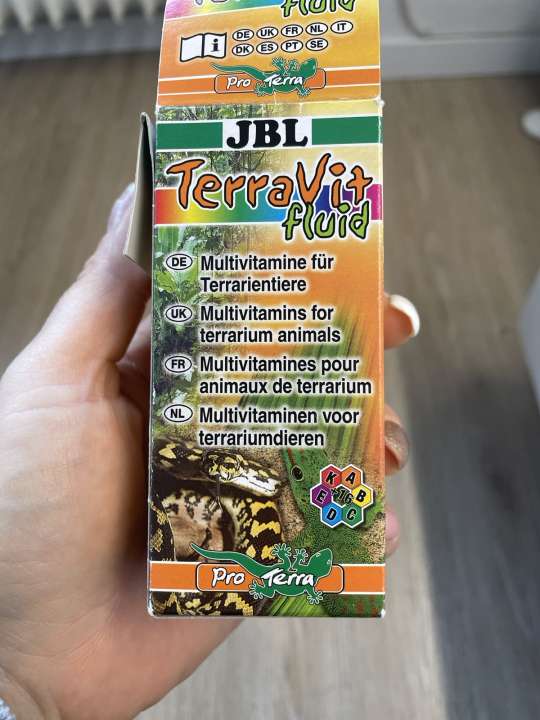 fluid
i DE UK FR NL IT
DK ES PT SE
Pro Terra
JBL
TerraVit
fluid
DE Multivitamine für
Terrarientiere
UK Multivitamins for
terrarium animals
FR Multivitamines pour
animaux de terrarium
NL Multivitaminen voor
terrariumdieren
K A
E B
D C
Pro Terra